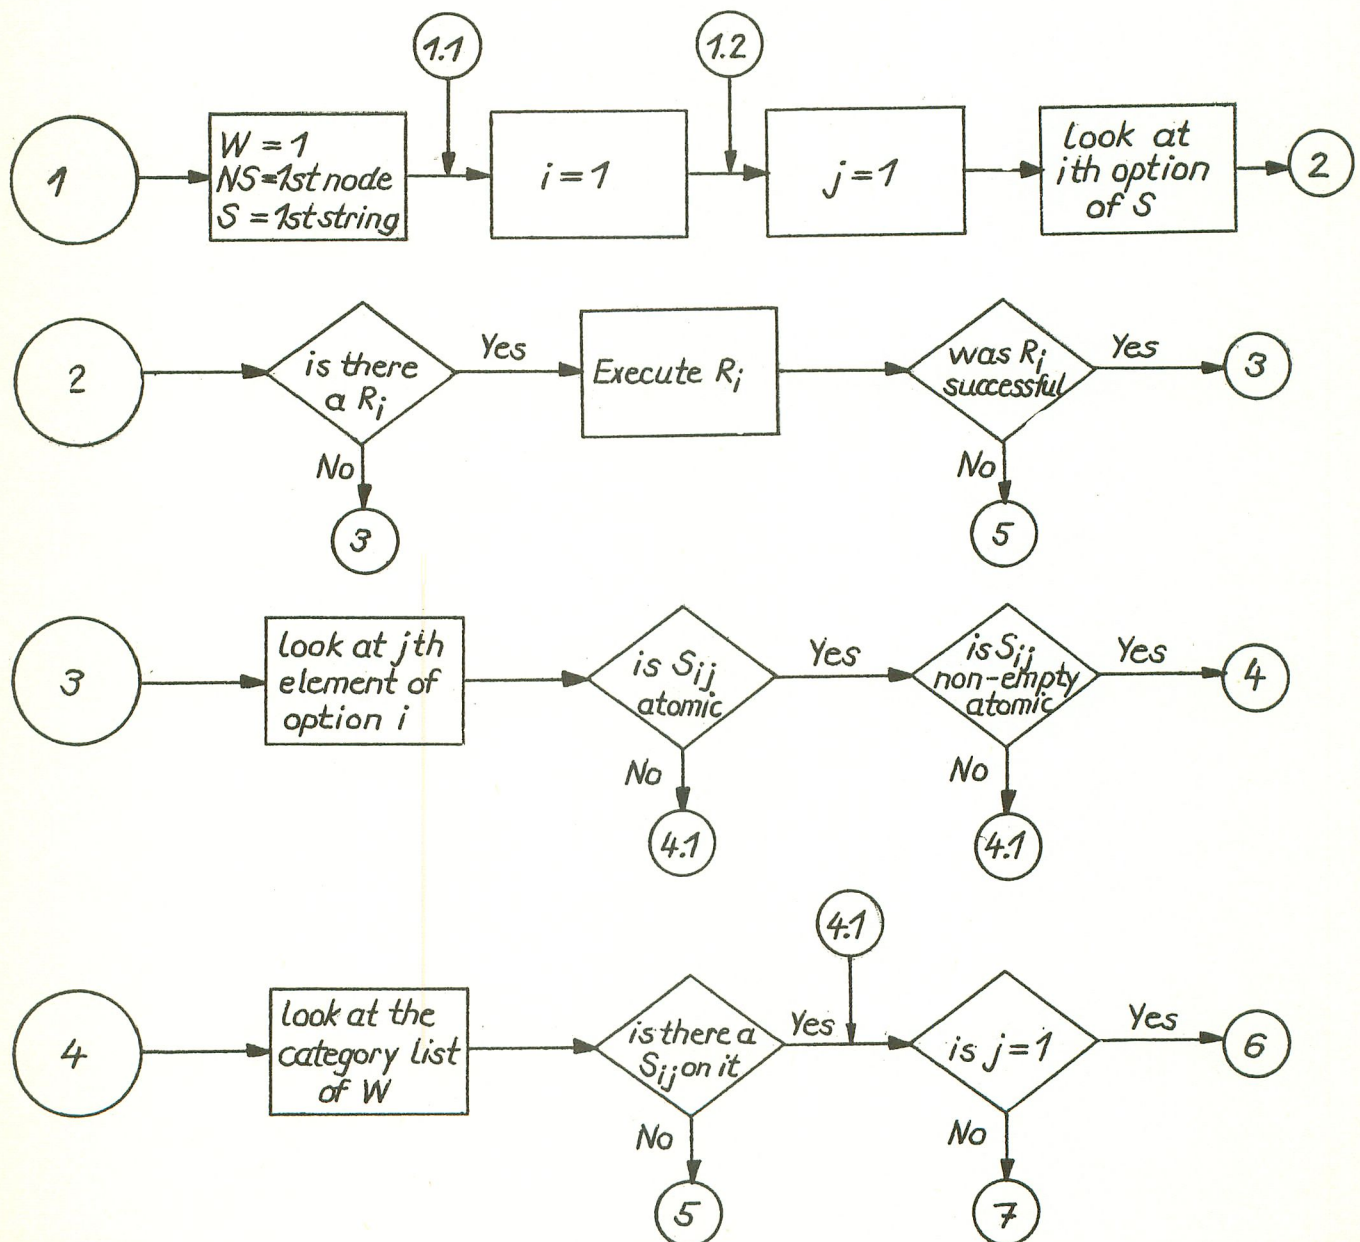 1.1
1.2
1
W = 1
NS=1st node
S = 1st string
i = 1
j = 1
look at
ith option
of S
2
2
is there
a Ri
Yes
Execute Ri
was Ri
successful
Yes
3
No
3
No
5
3
look at jth
element of
option i
is Sij
atomic
Yes
is Sij
non-empty
atomic
Yes
4
No
4.1
No
4.1
4.1
4
look at the
category list
of W
is there a
Sij on it
Yes
is j = 1
Yes
6
No
5
No
7